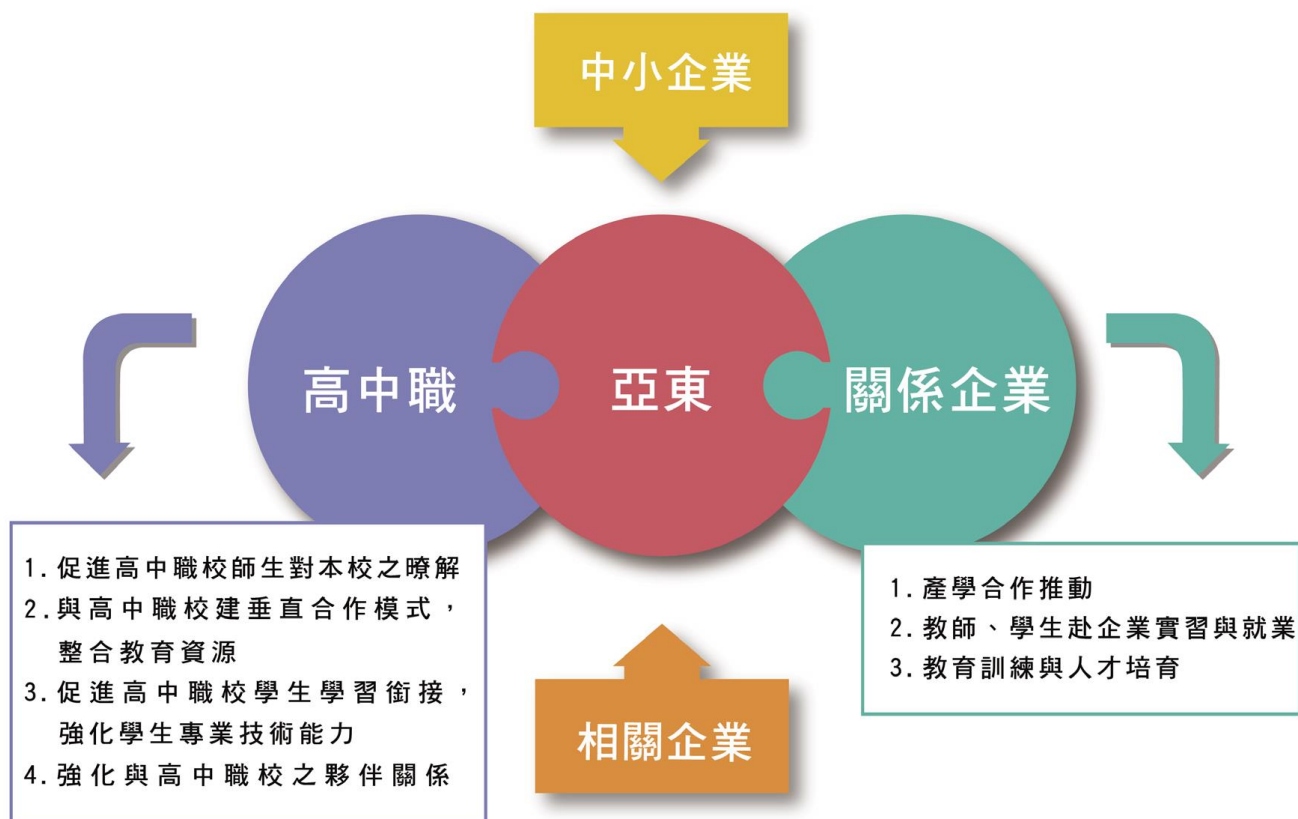 中小企業
高中職
亞東
關係企業
1. 促進高中職校師生對本校之暸解
2. 與高中職校建垂直合作模式，
整合教育資源
3. 促進高中職校學生學習銜接，
強化學生專業技術能力
4. 強化與高中職校之夥伴關係
1. 產學合作推動
2. 教師、學生赴企業實習與就業
3. 教育訓練與人才培育
相關企業